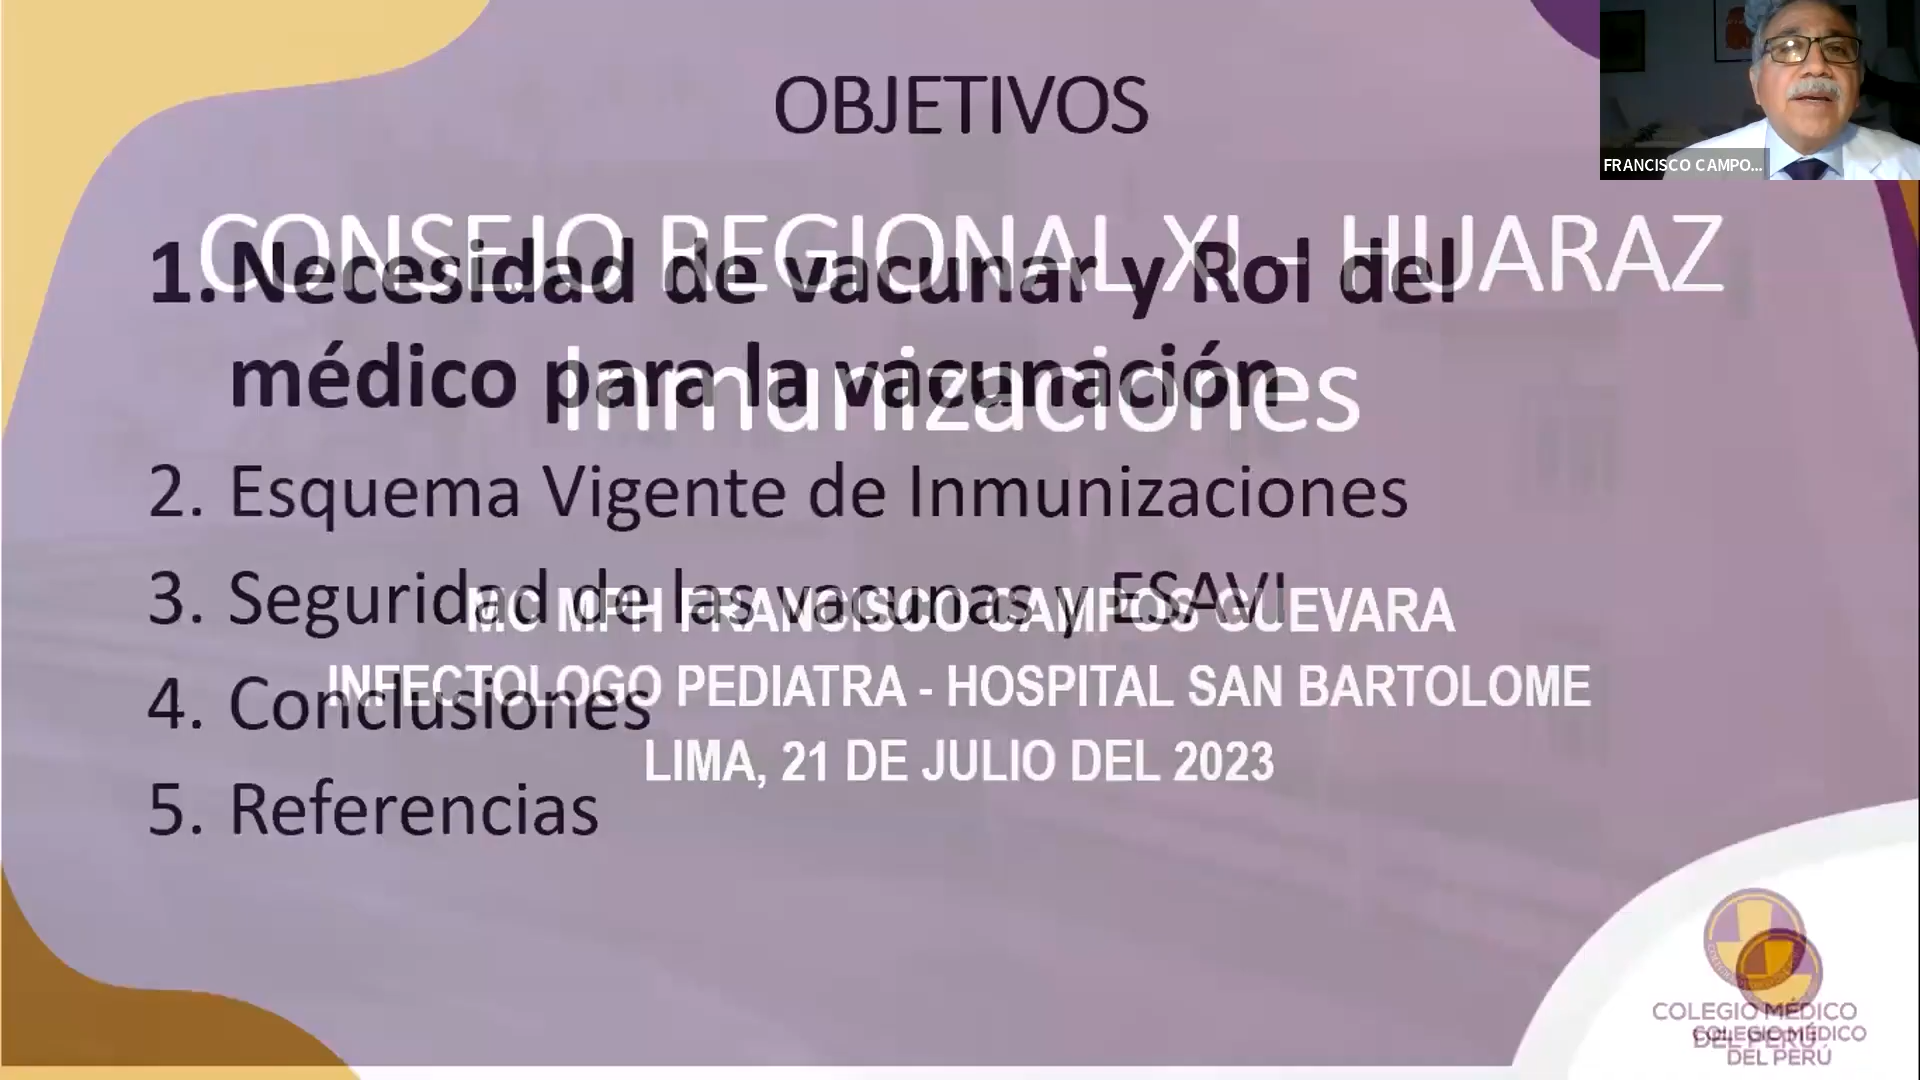 OBJETIVOS
FRANCISCO CAMPO...
CONSEJO REGIONAL XI - HUARAZ
Inmunizaciones
1. Necesidad de vacunar y Rol del
médico para la vacunación
2. Esquema Vigente de Inmunizaciones
3. Seguridad de las vacunas y ESAVI
4. Conclusiones
5. Referencias
MC MPH FRANCISCO CAMPOS GUEVARA
INFECTOLOGO PEDIATRA - HOSPITAL SAN BARTOLOME
LIMA, 21 DE JULIO DEL 2023
COLEGIO MÉDICO
DEL PERÚ
COLEGIO MÉDICO
DEL PERÚ